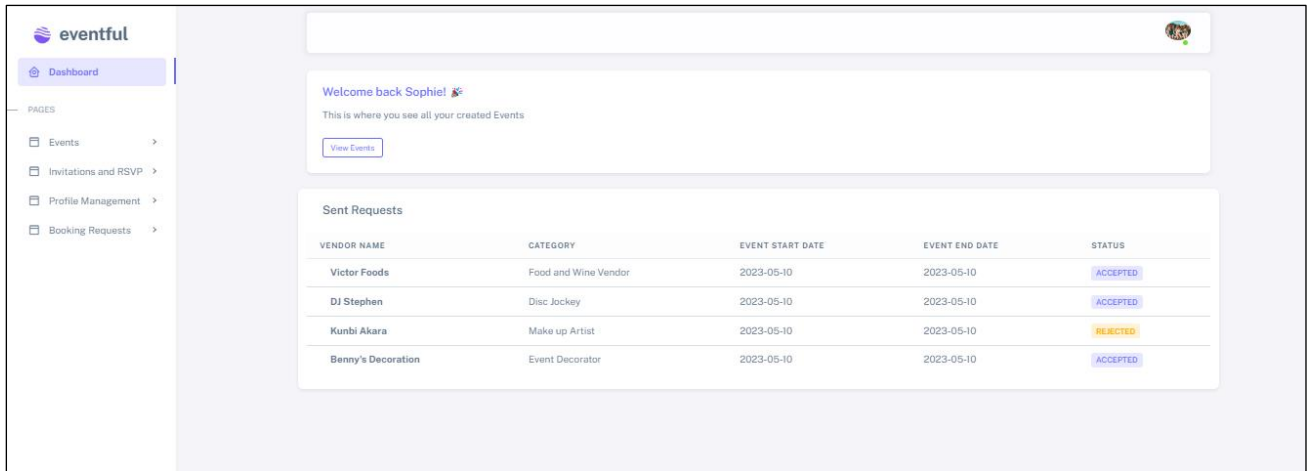 eventful
Dashboard
PAGES
Events
Invitations and RSVP
Profile Management
Booking Requests
Welcome back Sophie! 🎉
This is where you see all your created Events
View Events
Sent Requests
VENDOR NAME CATEGORY EVENT START DATE EVENT END DATE STATUS
Victor Foods Food and Wine Vendor 2023-05-10 2023-05-10 ACCEPTED
DJ Stephen Disc Jockey 2023-05-10 2023-05-10 ACCEPTED
Kunbi Akara Make up Artist 2023-05-10 2023-05-10 REJECTED
Benny's Decoration Event Decorator 2023-05-10 2023-05-10 ACCEPTED